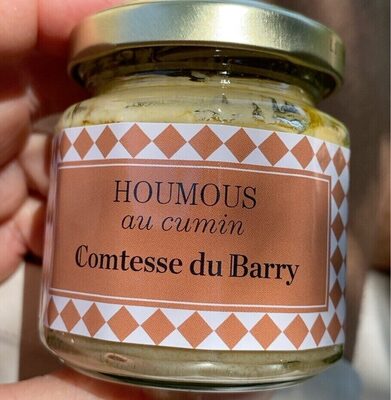 HOUMOUS
au cumin
Comtesse du Barry